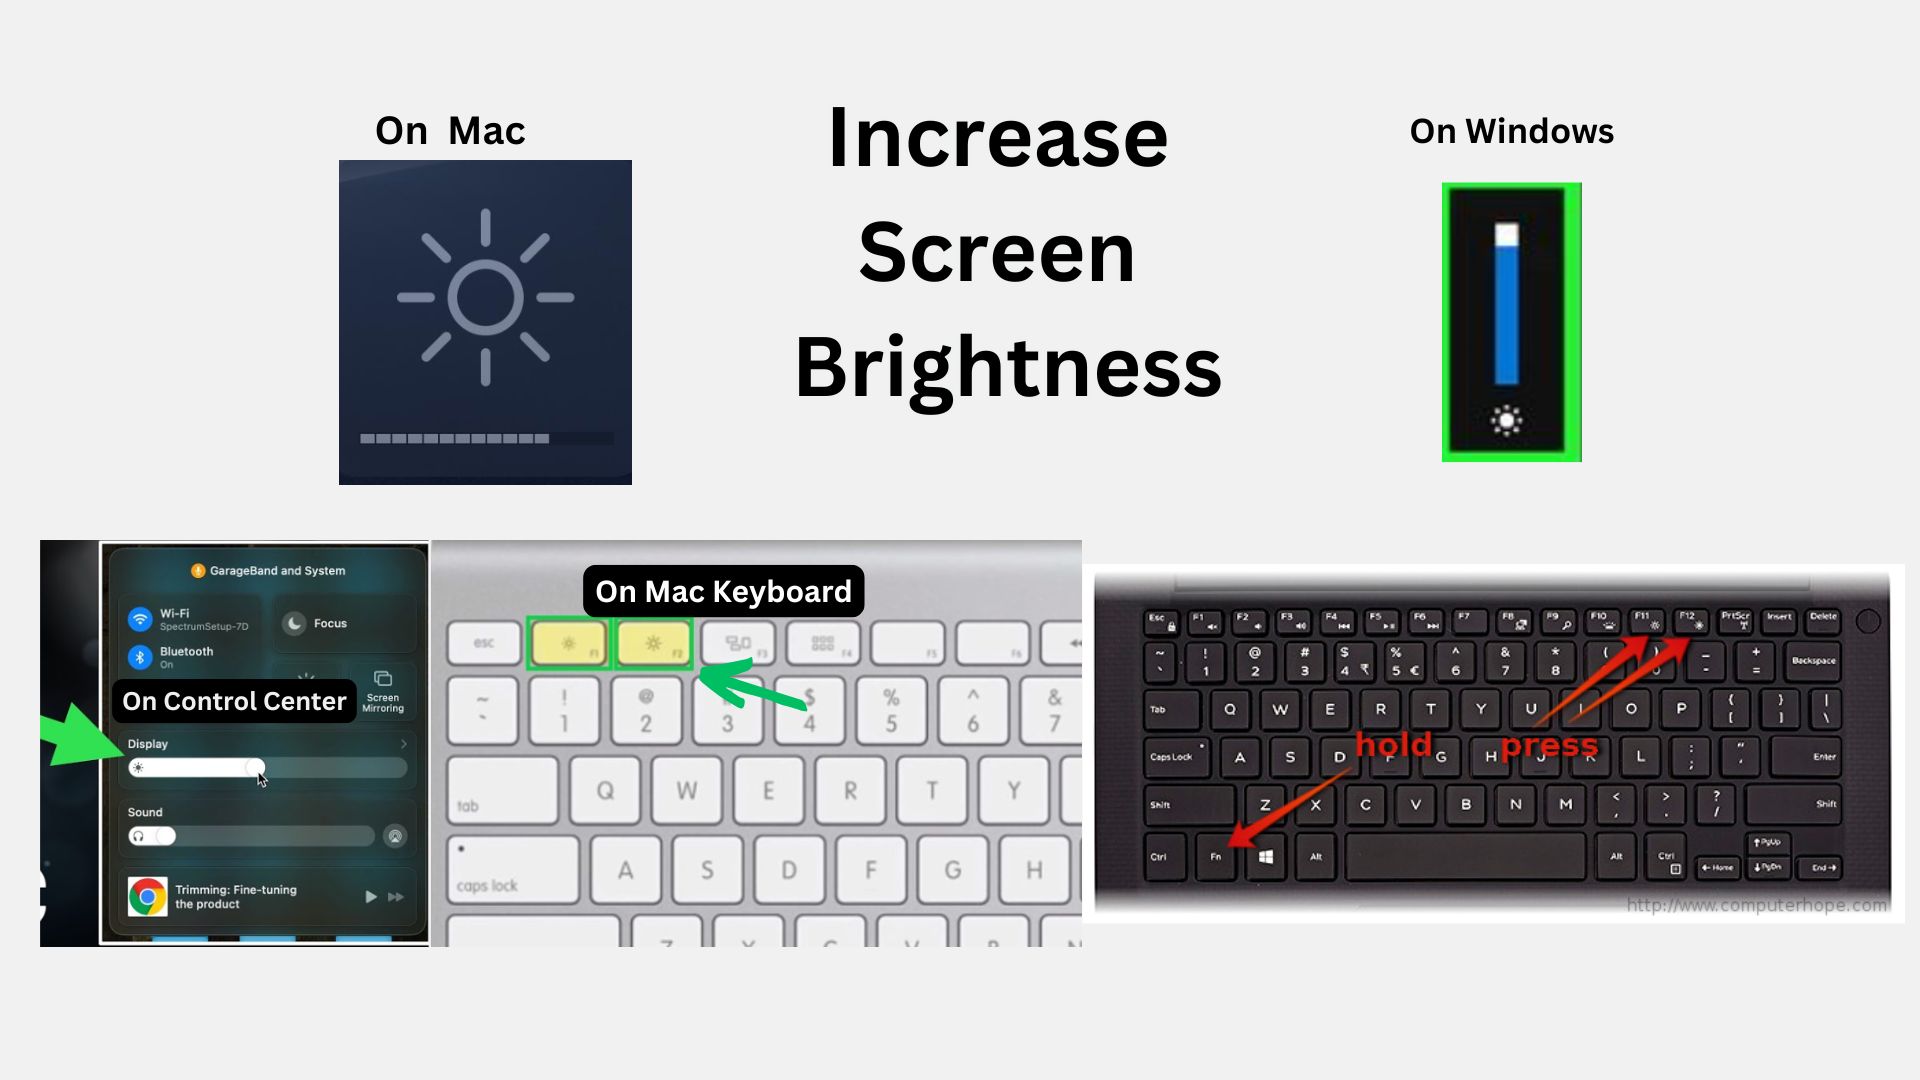 On Mac
Increase
Screen
Brightness
On Windows
GarageBand and System
Wi-Fi
SpectrumSetup-7D
Focus
Bluetooth
On
Screen
Mirroring
On Control Center
Display
Sound
Trimming: Fine-tuning
the product
On Mac Keyboard
esc F1 F2 F3 F4 F5 F6
~ ! @ $ % ^ &
` 1 2 3 4 5 6 7
tab Q W E R T Y
caps lock A S D F G H
Esc F1 F2 F3 F4 F5 F6 F7 F8 F9 F10 F11 F12 PrtScr Insert Delete
~ ! @ # $ % ^ & * ( ) _ +
` 1 2 3 4 ₹ 5 € 6 7 8 - = Backspace
Tab Q W E R T Y U I O P { [ } ] | \
hold press
Caps Lock A S D F G H J K L : ; " ' Enter
Shift Z X C V B N M < , > . ? / Shift
Ctrl Fn Alt Alt Ctrl Home PgUp PgDn End
http://www.computerhope.com